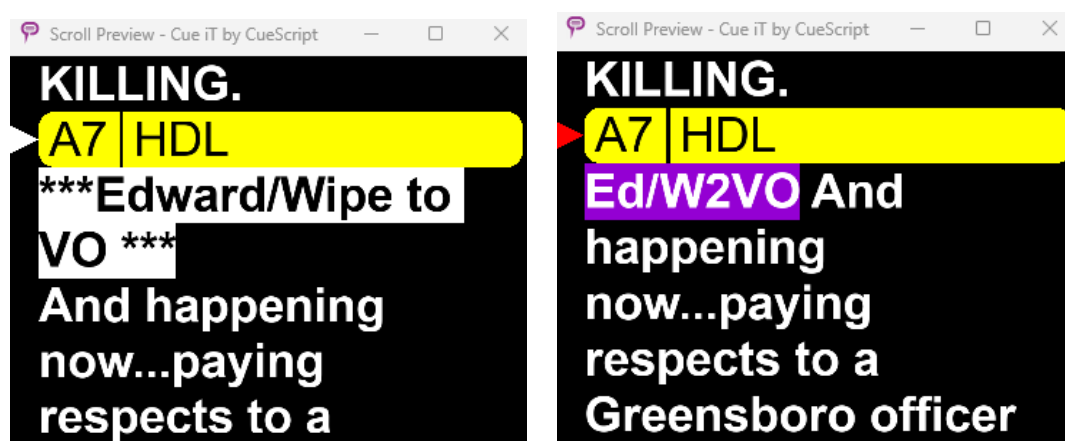 Scroll Preview - Cue iT by CueScript
KILLING.
A7 HDL
***Edward/Wipe to
VO ***
And happening
now...paying
respects to a
Scroll Preview - Cue iT by CueScript
KILLING.
A7 HDL
Ed/W2VO And
happening
now...paying
respects to a
Greensboro officer